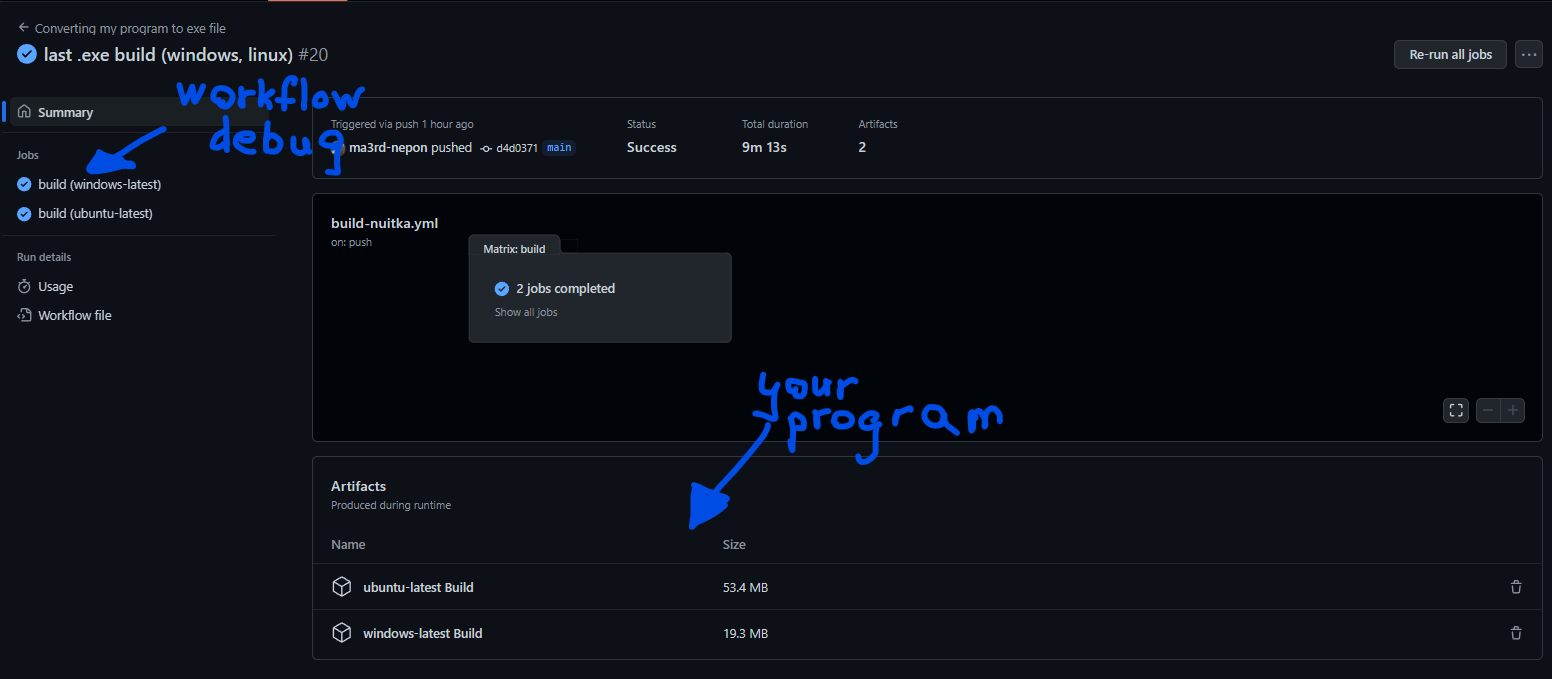 Converting my program to exe file
last .exe build (windows, linux) #20
Re-run all jobs
workflow
debug
Summary
Jobs
build (windows-latest)
build (ubuntu-latest)
Run details
Usage
Workflow file
Triggered via push 1 hour ago
ma3rd-nepon pushed d4d0371 main
Status
Success
Total duration
9m 13s
Artifacts
2
build-nuitka.yml
on: push
Matrix: build
2 jobs completed
Show all jobs
your
program
Artifacts
Produced during runtime
Name Size
ubuntu-latest Build 53.4 MB
windows-latest Build 19.3 MB